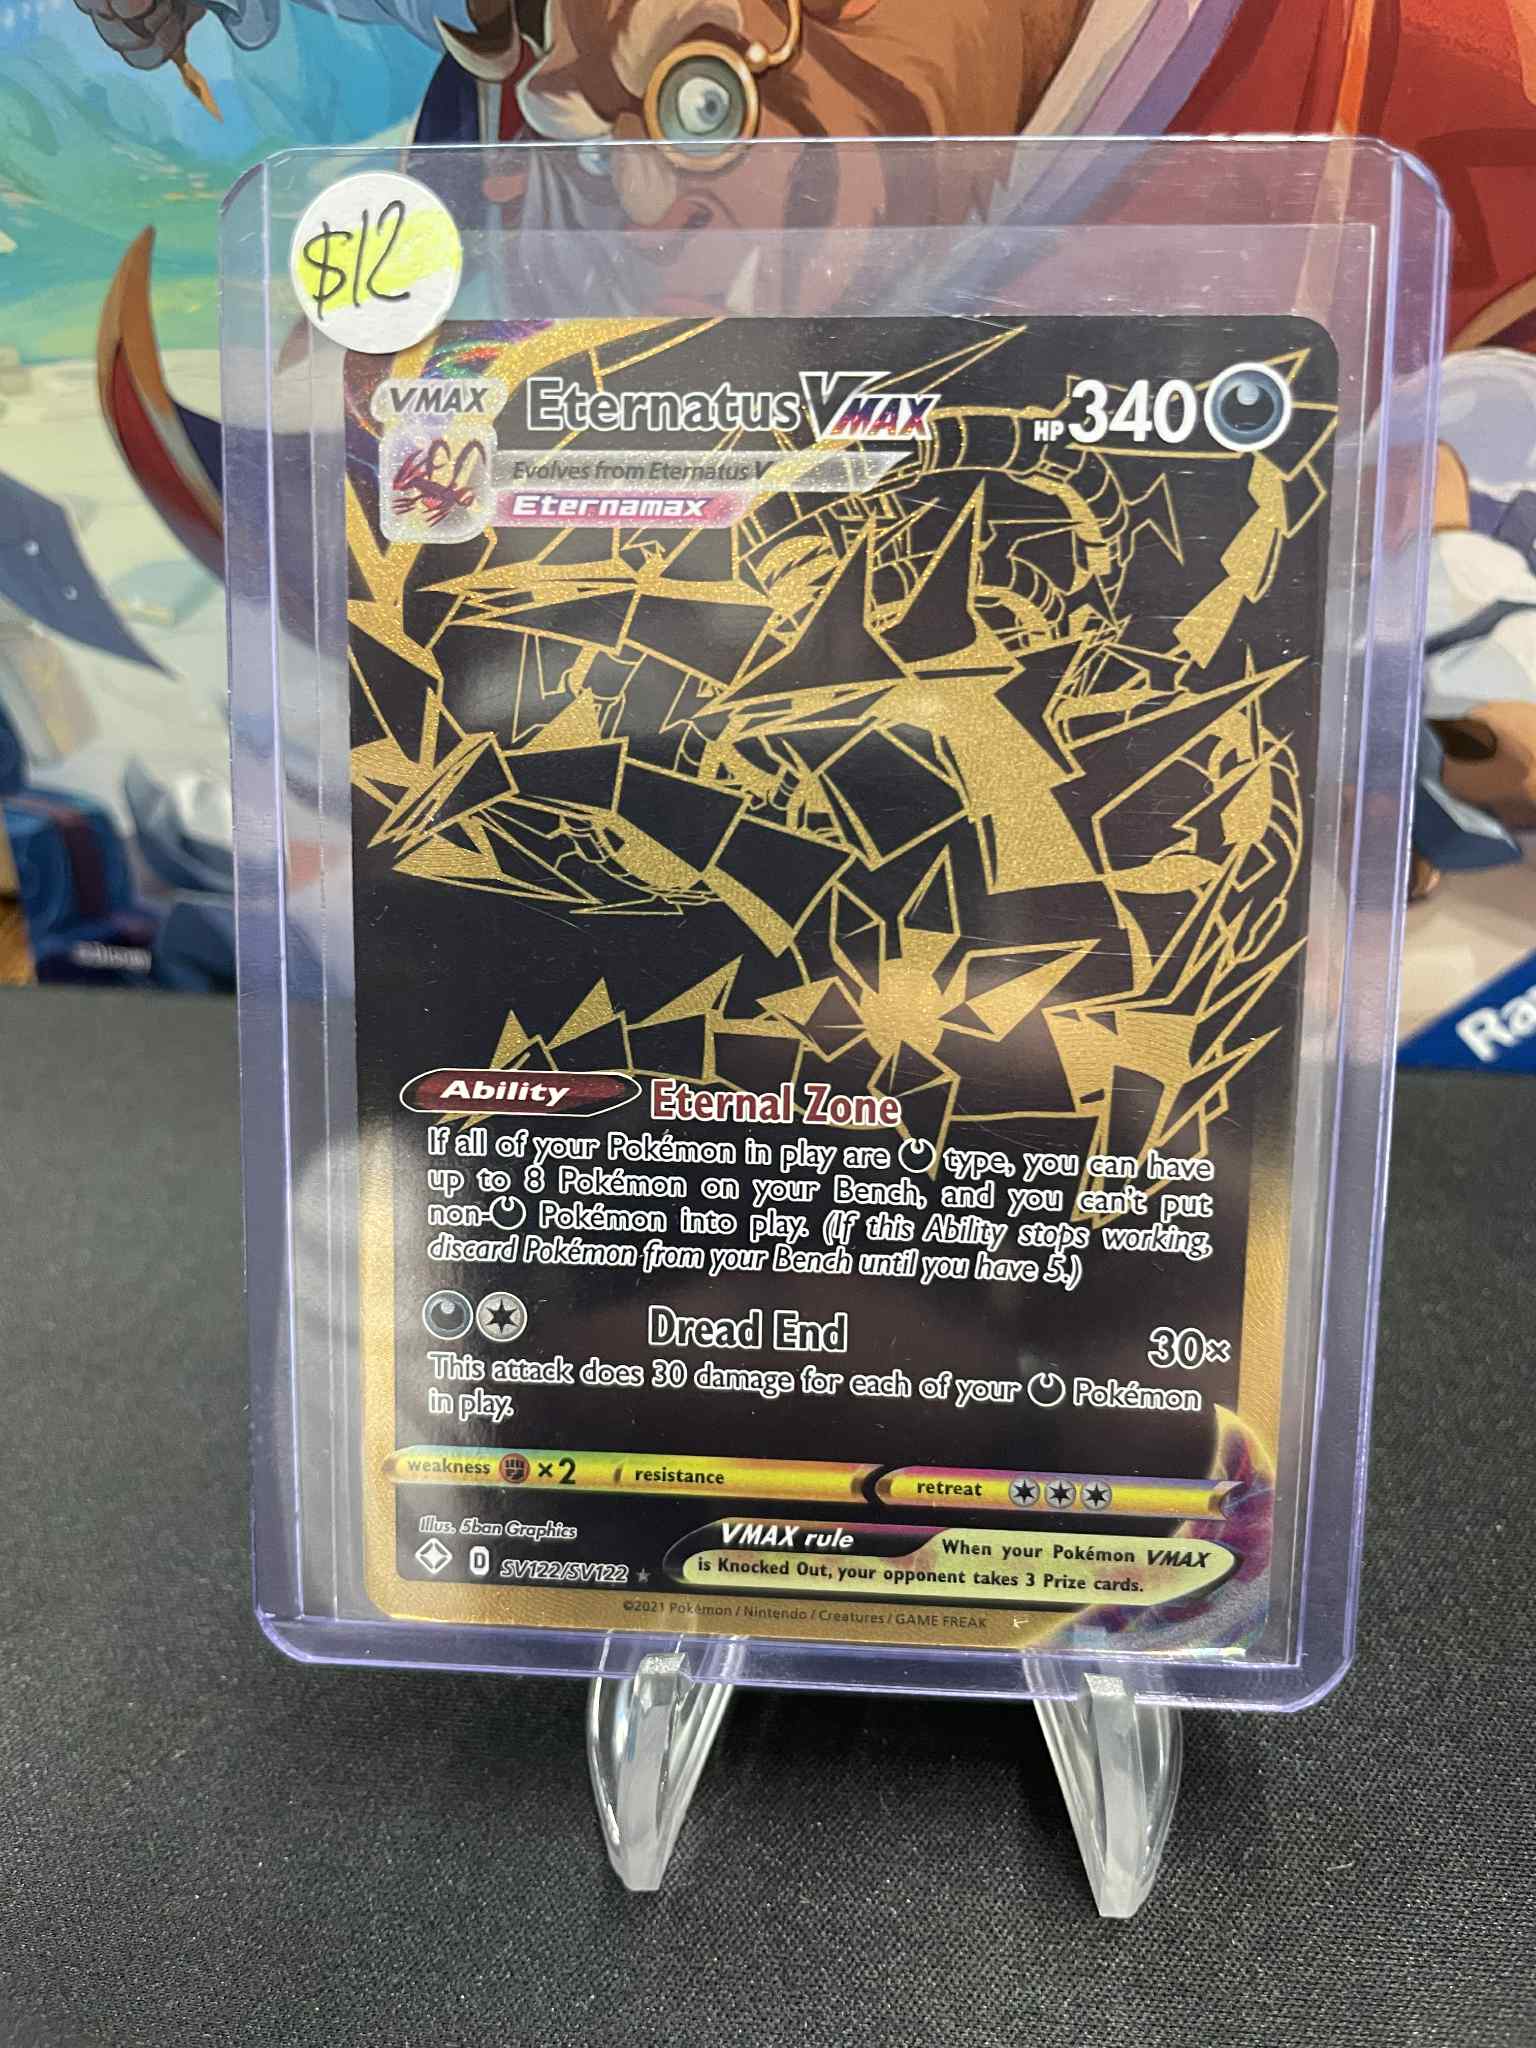 $12
VMAX Eternatus VMAX HP 340
Evolves from Eternatus V
Eternamax
Ability Eternal Zone
If all of your Pokémon in play are type, you can have
up to 8 Pokémon on your Bench, and you can't put
non- Pokémon into play. (If this Ability stops working,
discard Pokémon from your Bench until you have 5.)
Dread End 30×
This attack does 30 damage for each of your Pokémon
in play.
weakness ×2 resistance retreat
Illus. 5ban Graphics
VMAX rule When your Pokémon VMAX
is Knocked Out, your opponent takes 3 Prize cards.
D SV122/SV122
©2021 Pokémon / Nintendo / Creatures / GAME FREAK
©Disney
Ra